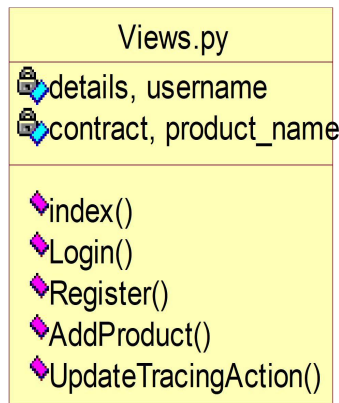 Views.py
details, username
contract, product_name
index()
Login()
Register()
AddProduct()
UpdateTracingAction()